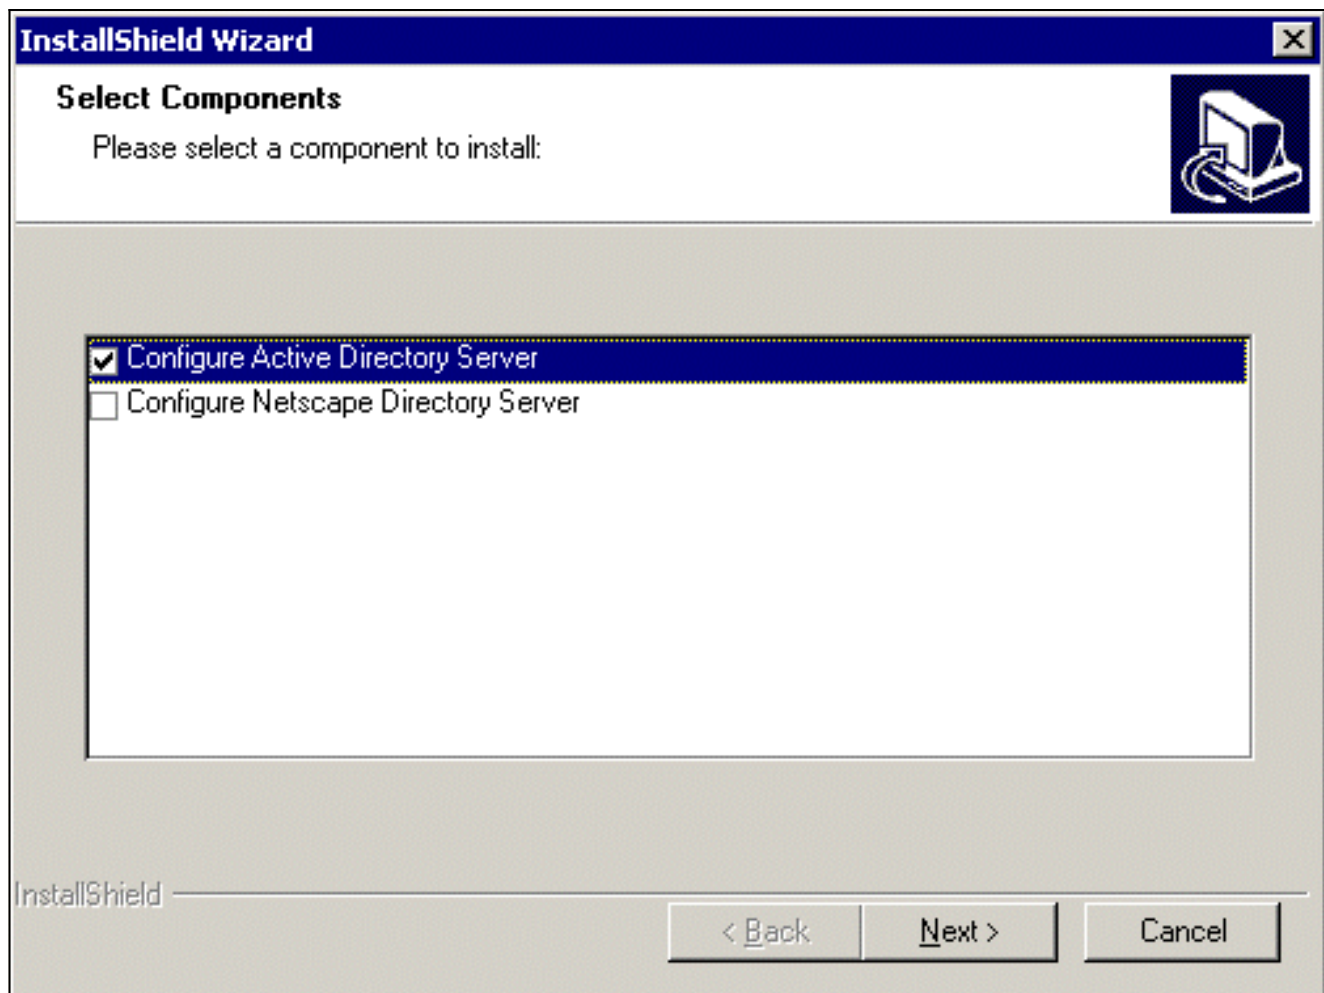 InstallShield Wizard
Select Components
Please select a component to install:
Configure Active Directory Server
Configure Netscape Directory Server
InstallShield
< Back Next > Cancel